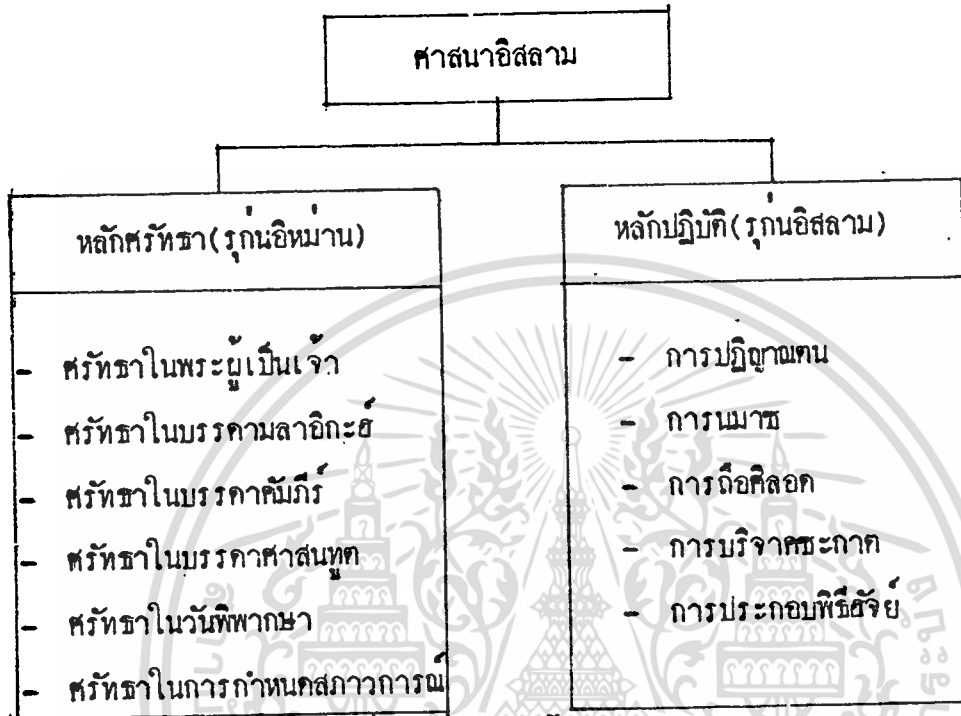 ศาสนาอิสลาม
หลักศรัทธา(รุก่นอิหม่าน)
- ศรัทธาในพระผู้เป็นเจ้า
- ศรัทธาในบรรดามลาอิกะฮ์
- ศรัทธาในบรรดาคัมภีร์
- ศรัทธาในบรรดาศาสนทูต
- ศรัทธาในวันพิพากษา
- ศรัทธาในการกำหนดสภาวการณ์
หลักปฏิบัติ(รุก่นอิสลาม)
- การปฏิญาณตน
- การนมาซ
- การถือศิลอด
- การบริจาคซะกาต
- การประกอบพิธีฮัจย์